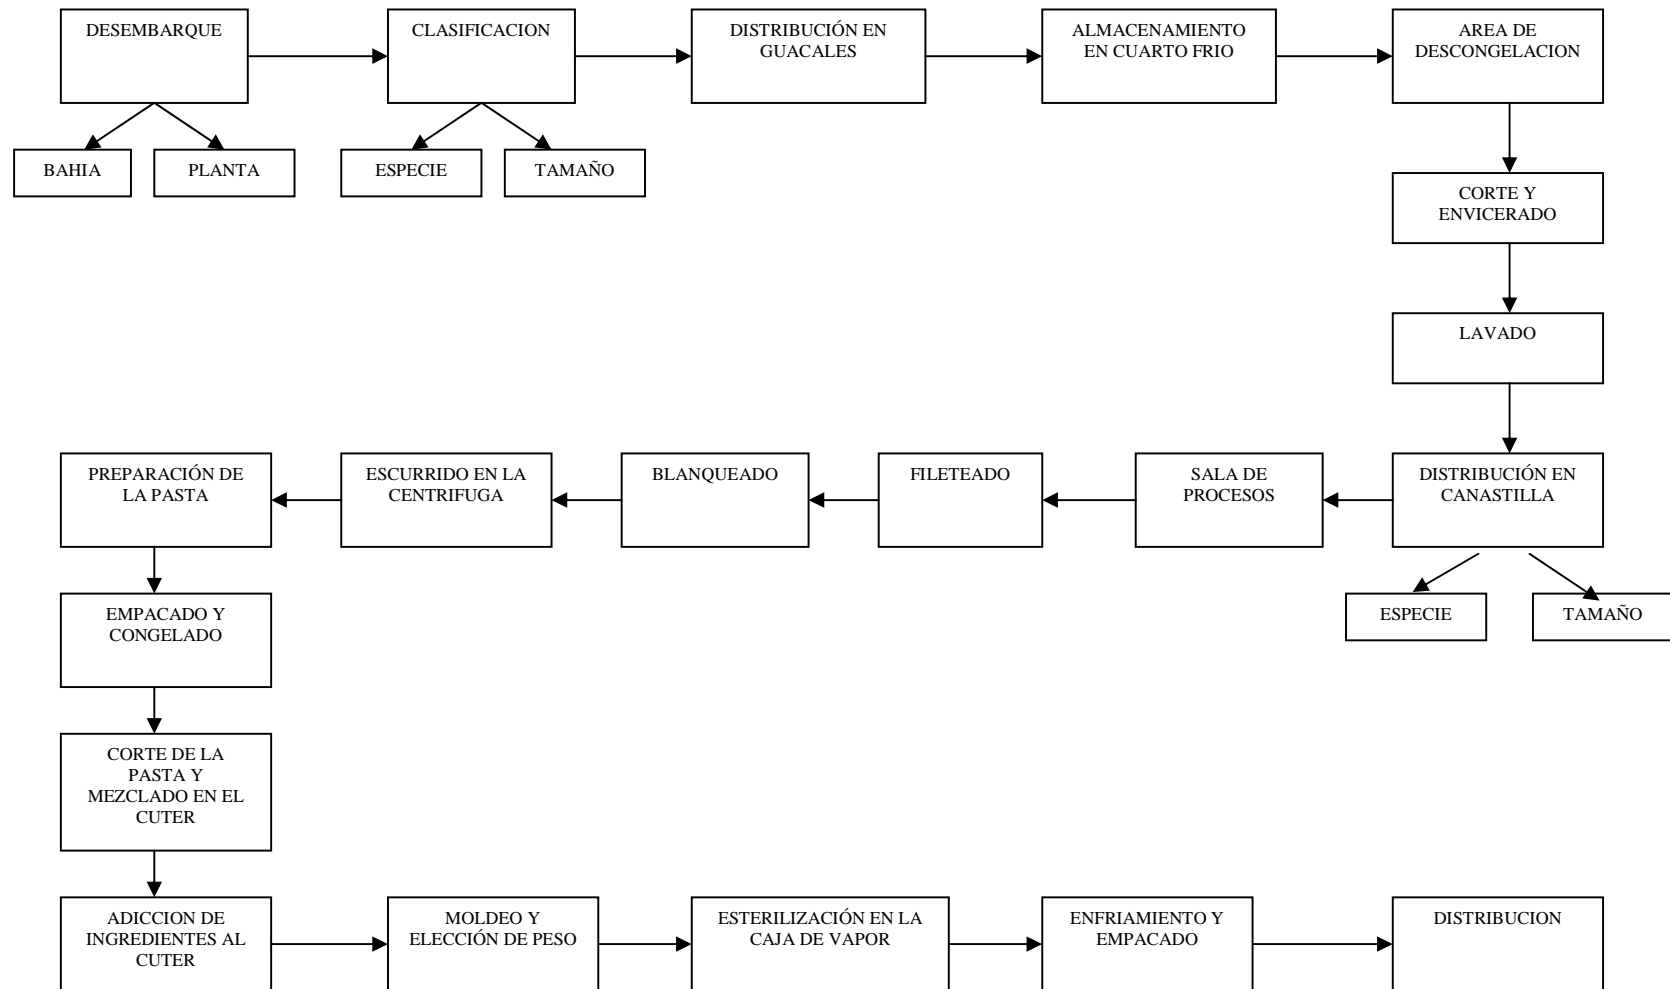 DESEMBARQUE
CLASIFICACION
DISTRIBUCIÓN EN
GUACALES
ALMACENAMIENTO
EN CUARTO FRIO
AREA DE
DESCONGELACION
BAHIA
PLANTA
ESPECIE
TAMAÑO
CORTE Y
ENVICERADO
LAVADO
DISTRIBUCIÓN EN
CANASTILLA
ESPECIE
TAMAÑO
SALA DE
PROCESOS
FILETEADO
BLANQUEADO
ESCURRIDO EN LA
CENTRIFUGA
PREPARACIÓN DE
LA PASTA
EMPACADO Y
CONGELADO
CORTE DE LA
PASTA Y
MEZCLADO EN EL
CUTER
ADICCION DE
INGREDIENTES AL
CUTER
MOLDEO Y
ELECCIÓN DE PESO
ESTERILIZACIÓN EN LA
CAJA DE VAPOR
ENFRIAMIENTO Y
EMPACADO
DISTRIBUCION